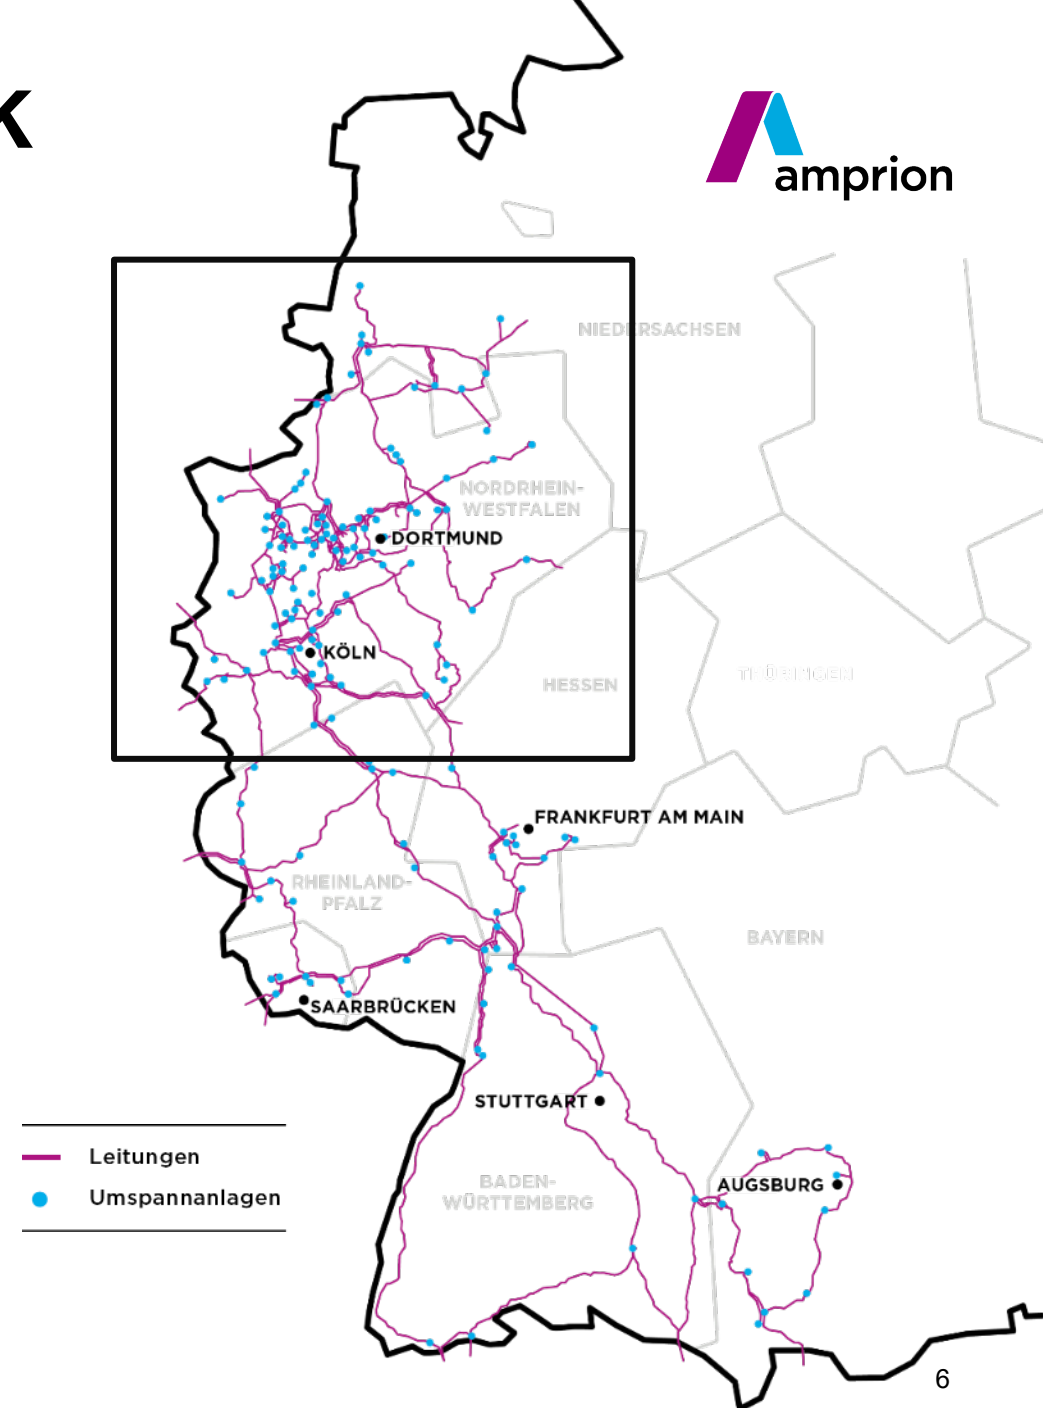 K
amprion
NIEDERSACHSEN
NORDRHEIN-
WESTFALEN
DORTMUND
KÖLN
HESSEN
THÜRINGEN
FRANKFURT AM MAIN
RHEINLAND-
PFALZ
BAYERN
SAARBRÜCKEN
STUTTGART
Leitungen
Umspannanlagen
BADEN-
WÜRTTEMBERG
AUGSBURG
6